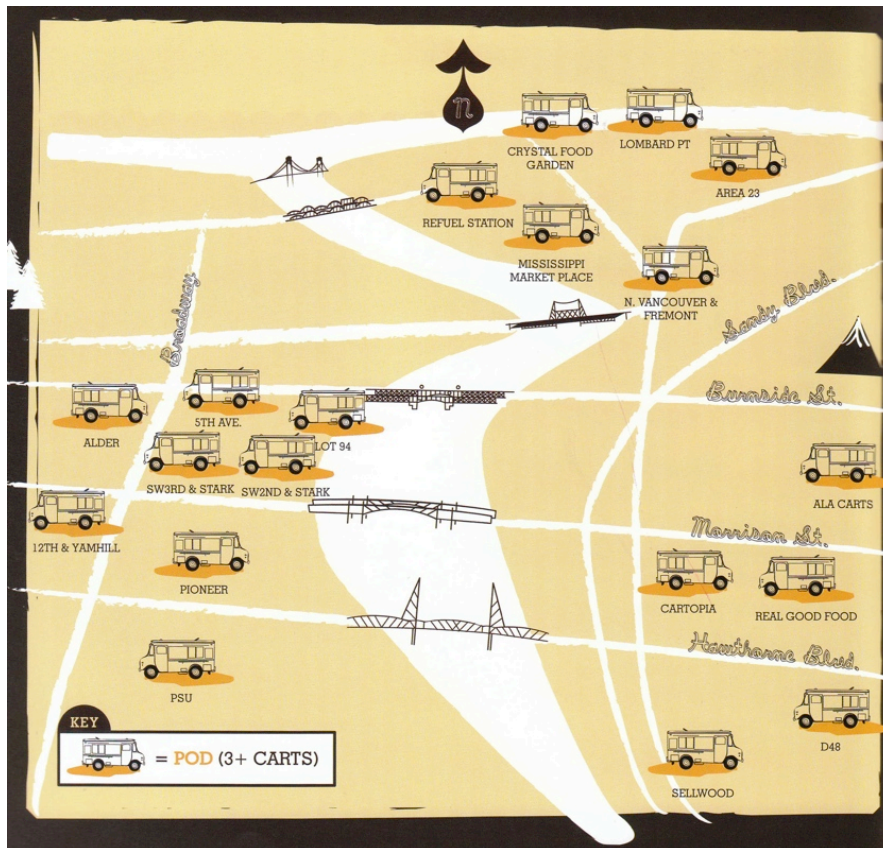 n
CRYSTAL FOOD
GARDEN
LOMBARD PT
AREA 23
REFUEL STATION
MISSISSIPPI
MARKET PLACE
N. VANCOUVER &
FREMONT
Sandy Blvd.
Broadway
Burnside St.
5TH AVE.
ALDER
LOT 94
SW3RD & STARK
SW2ND & STARK
ALA CARTS
12TH & YAMHILL
Morrison St.
PIONEER
CARTOPIA
REAL GOOD FOOD
Hawthorne Blvd.
PSU
D48
SELLWOOD
KEY
= POD (3+ CARTS)